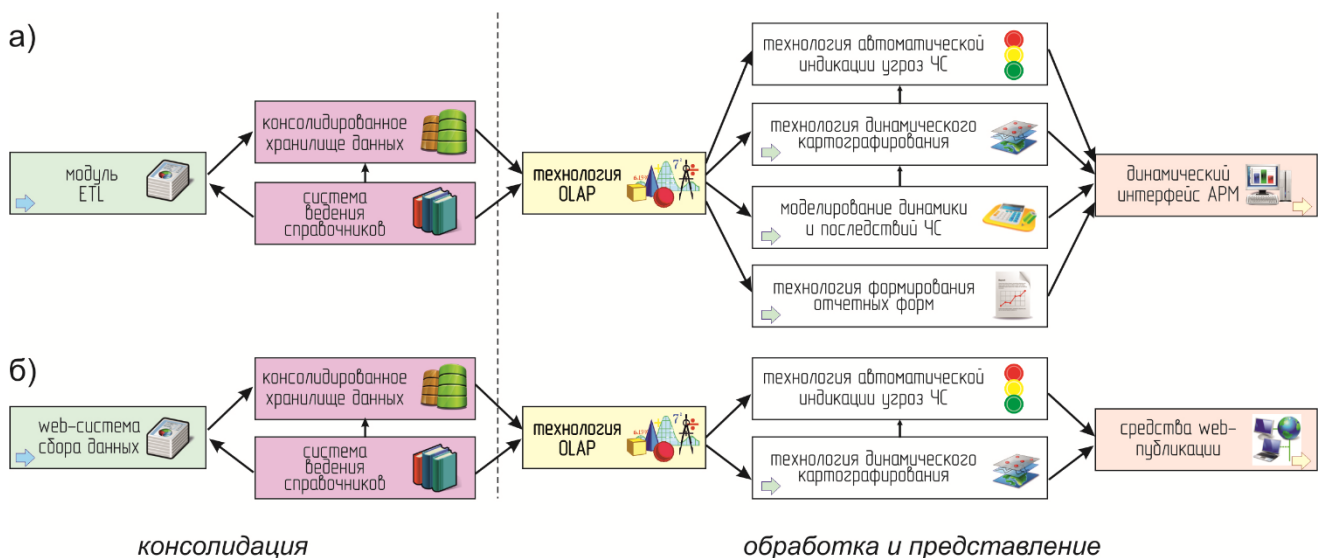 а)
модуль
ETL
консолидированное
хранилище данных
система
ведения
справочников
технология
OLAP
технология автоматической
индикации угроз ЧС
технология динамического
картографирования
моделирование динамики
и последствий ЧС
технология формирования
отчетных форм
динамический
интерфейс АРМ
б)
web-система
сбора данных
консолидированное
хранилище данных
система
ведения
справочников
технология
OLAP
технология автоматической
индикации угроз ЧС
технология динамического
картографирования
средства web-
публикации
консолидация
обработка и представление